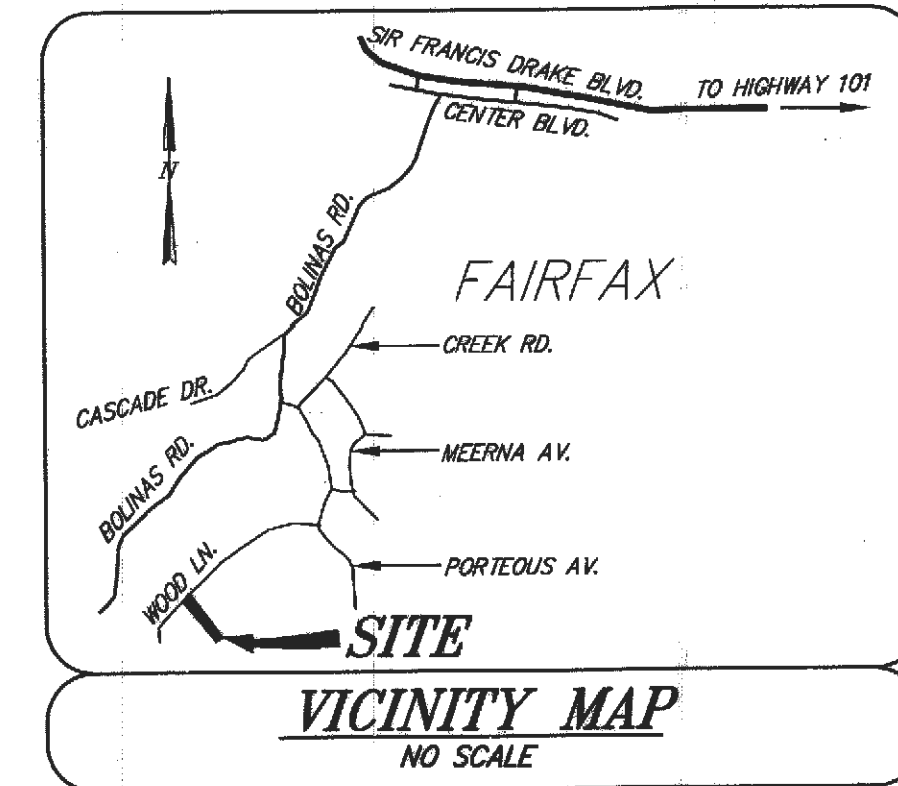 SIR FRANCIS DRAKE BLVD.
TO HIGHWAY 101
CENTER BLVD.
N
BOLINAS RD.
FAIRFAX
CREEK RD.
CASCADE DR.
MEERNA AV.
BOLINAS RD.
WOOD LN.
PORTEOUS AV.
SITE
VICINITY MAP
NO SCALE